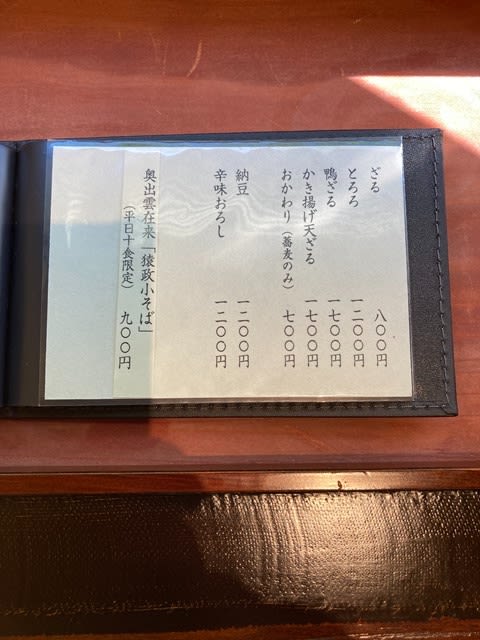 ざる 八〇〇円
とろろ 一二〇〇円
鴨ざる 一七〇〇円
かき揚げ天ざる 一七〇〇円
おかわり（蕎麦のみ） 七〇〇円
納豆 一二〇〇円
辛味おろし 一二〇〇円
奥出雲在来「猿政小そば」
（平日十食限定） 九〇〇円